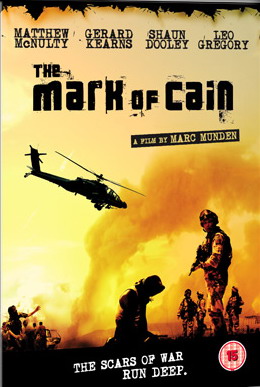 MATTHEW McNULTY GERARD KEARNS SHAUN DOOLEY LEO GREGORY
THE
MARK OF CAIN
A FILM BY MARC MUNDEN
THE SCARS OF WAR
RUN DEEP.
15